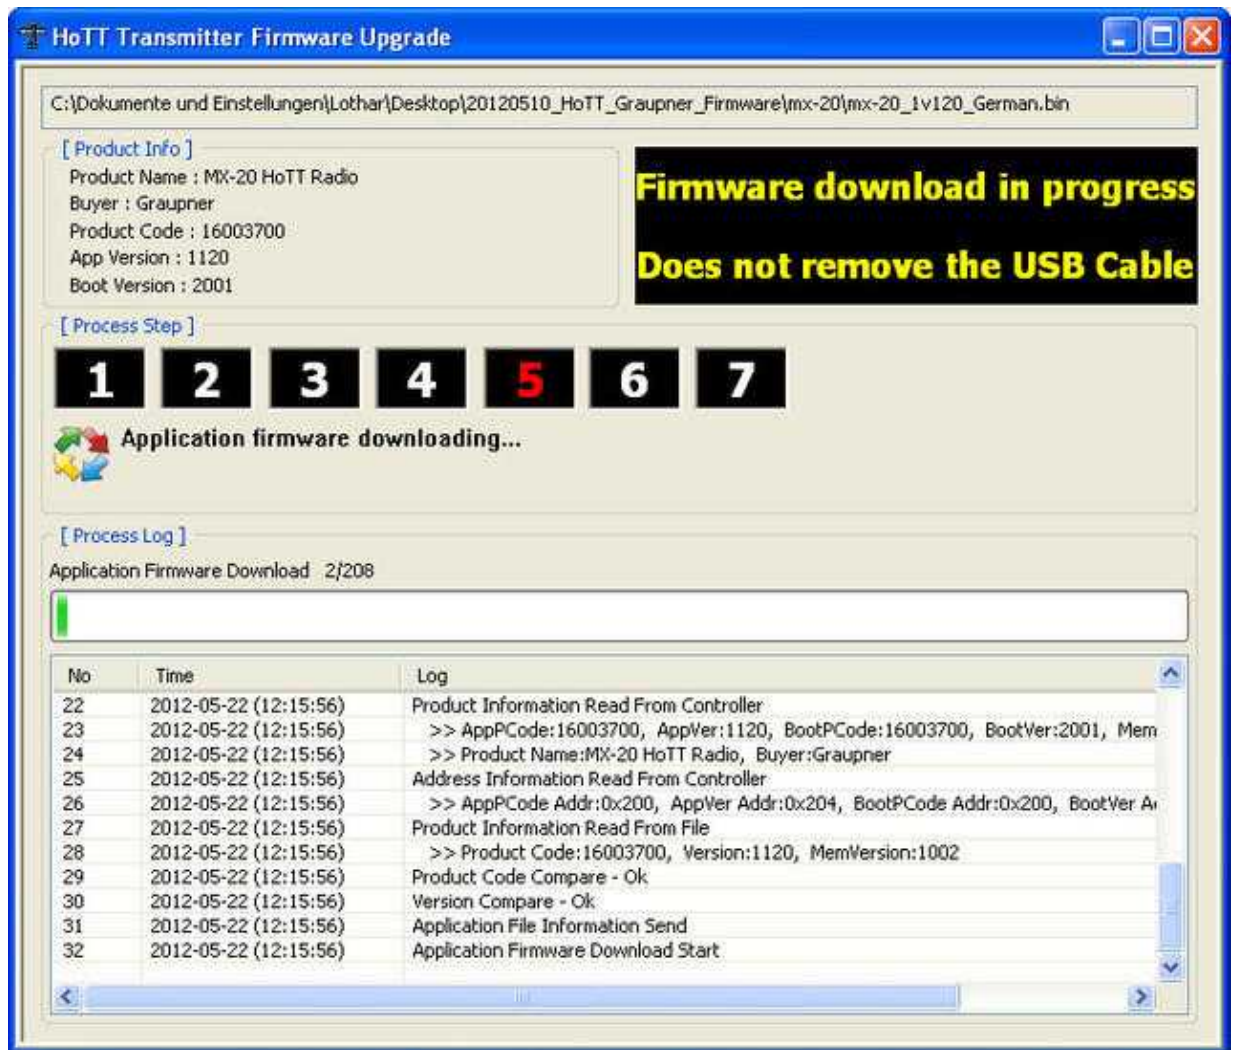 HoTT Transmitter Firmware Upgrade
C:\Dokumente und Einstellungen\Lothar\Desktop\20120510_HoTT_Graupner_Firmware\mx-20\mx-20_1v120_German.bin
[ Product Info ]
Product Name : MX-20 HoTT Radio
Buyer : Graupner
Product Code : 16003700
App Version : 1120
Boot Version : 2001
Firmware download in progress
Does not remove the USB Cable
[ Process Step ]
1 2 3 4 5 6 7
Application firmware downloading...
[ Process Log ]
Application Firmware Download 2/208
No Time Log
22 2012-05-22 (12:15:56) Product Information Read From Controller
23 2012-05-22 (12:15:56) >> AppPCode:16003700, AppVer:1120, BootPCode:16003700, BootVer:2001, Mem
24 2012-05-22 (12:15:56) >> Product Name:MX-20 HoTT Radio, Buyer:Graupner
25 2012-05-22 (12:15:56) Address Information Read From Controller
26 2012-05-22 (12:15:56) >> AppPCode Addr:0x200, AppVer Addr:0x204, BootPCode Addr:0x200, BootVer
27 2012-05-22 (12:15:56) Product Information Read From File
28 2012-05-22 (12:15:56) >> Product Code:16003700, Version:1120, MemVersion:1002
29 2012-05-22 (12:15:56) Product Code Compare - Ok
30 2012-05-22 (12:15:56) Version Compare - Ok
31 2012-05-22 (12:15:56) Application File Information Send
32 2012-05-22 (12:15:56) Application Firmware Download Start